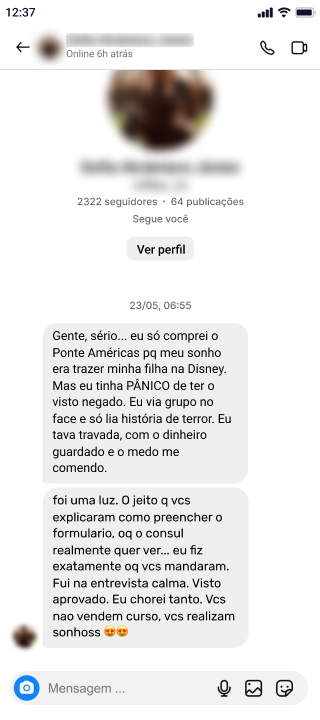 12:37
Online 6h atrás
2322 seguidores · 64 publicações
Segue você
Ver perfil
23/05, 06:55
Gente, sério... eu só comprei o
Ponte Américas pq meu sonho
era trazer minha filha na Disney.
Mas eu tinha PÂNICO de ter o
visto negado. Eu via grupo no
face e só lia história de terror. Eu
tava travada, com o dinheiro
guardado e o medo me
comendo.
foi uma luz. O jeito q vcs
explicaram como preencher o
formulario, oq o consul
realmente quer ver... eu fiz
exatamente oq vcs mandaram.
Fui na entrevista calma. Visto
aprovado. Eu chorei tanto. Vcs
nao vendem curso, vcs realizam
sonhoss 😍😍
Mensagem ...